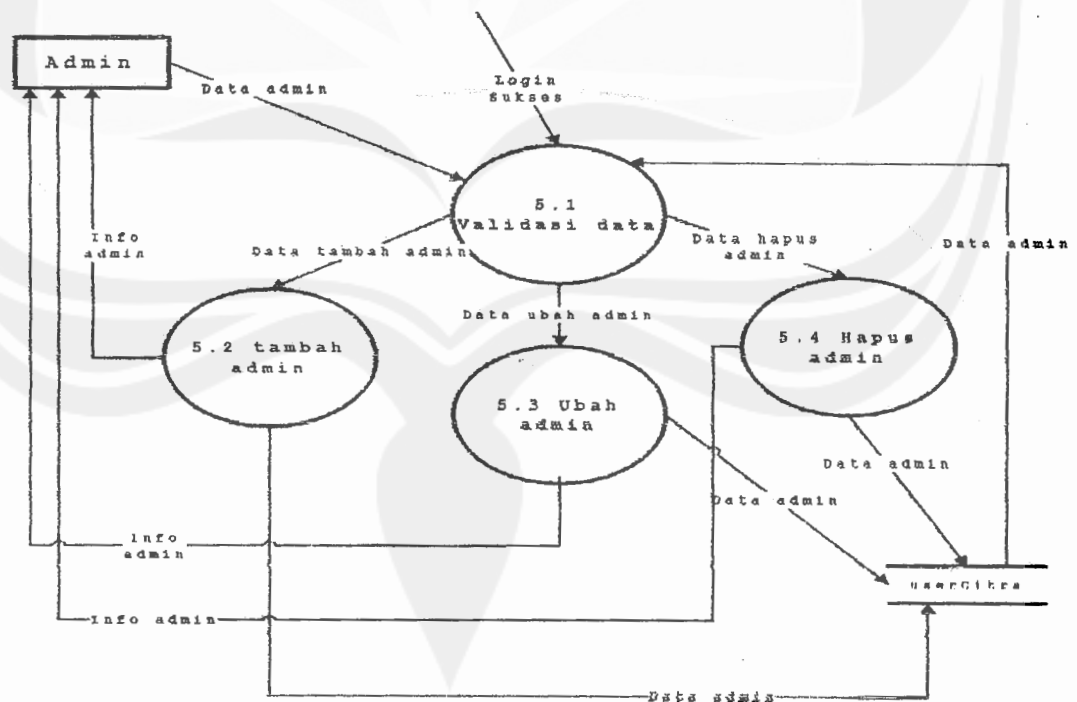 Admin
Data admin
Login
sukses
5.1
Validasi data
Info
admin
Data tambah admin
Data hapus
admin
Data admin
Data ubah admin
5.2 tambah
admin
5.3 Ubah
admin
5.4 Hapus
admin
Data admin
Data admin
Info
admin
Info admin
Data admin